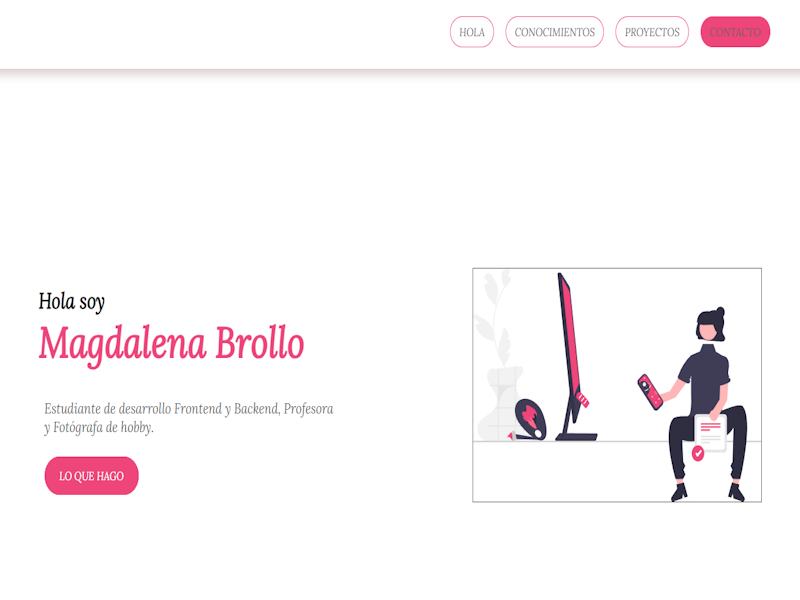 HOLA
CONOCIMIENTOS
PROYECTOS
CONTACTO
Hola soy
Magdalena Brollo
Estudiante de desarrollo Frontend y Backend, Profesora
y Fotógrafa de hobby.
LO QUE HAGO